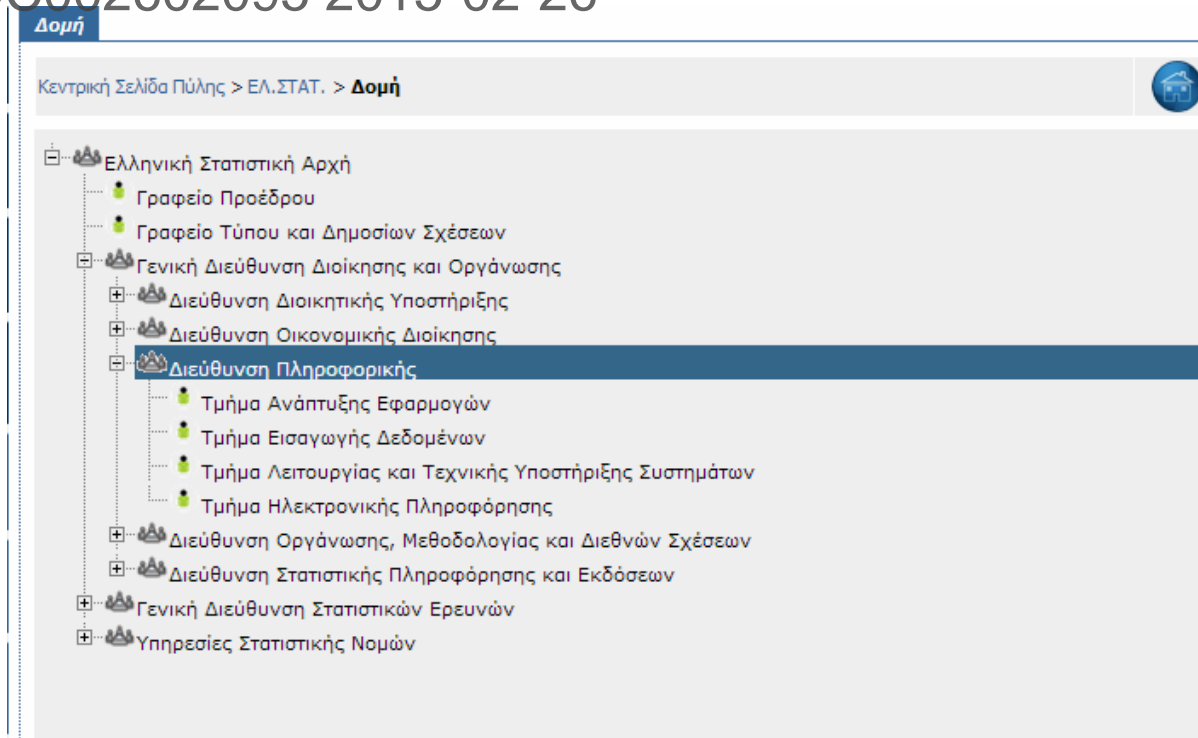 Δομή
Κεντρική Σελίδα Πύλης > ΕΛ.ΣΤΑΤ. > Δομή
Ελληνική Στατιστική Αρχή
Γραφείο Προέδρου
Γραφείο Τύπου και Δημοσίων Σχέσεων
Γενική Διεύθυνση Διοίκησης και Οργάνωσης
Διεύθυνση Διοικητικής Υποστήριξης
Διεύθυνση Οικονομικής Διοίκησης
Διεύθυνση Πληροφορικής
Τμήμα Ανάπτυξης Εφαρμογών
Τμήμα Εισαγωγής Δεδομένων
Τμήμα Λειτουργίας και Τεχνικής Υποστήριξης Συστημάτων
Τμήμα Ηλεκτρονικής Πληροφόρησης
Διεύθυνση Οργάνωσης, Μεθοδολογίας και Διεθνών Σχέσεων
Διεύθυνση Στατιστικής Πληροφόρησης και Εκδόσεων
Γενική Διεύθυνση Στατιστικών Ερευνών
Υπηρεσίες Στατιστικής Νομών